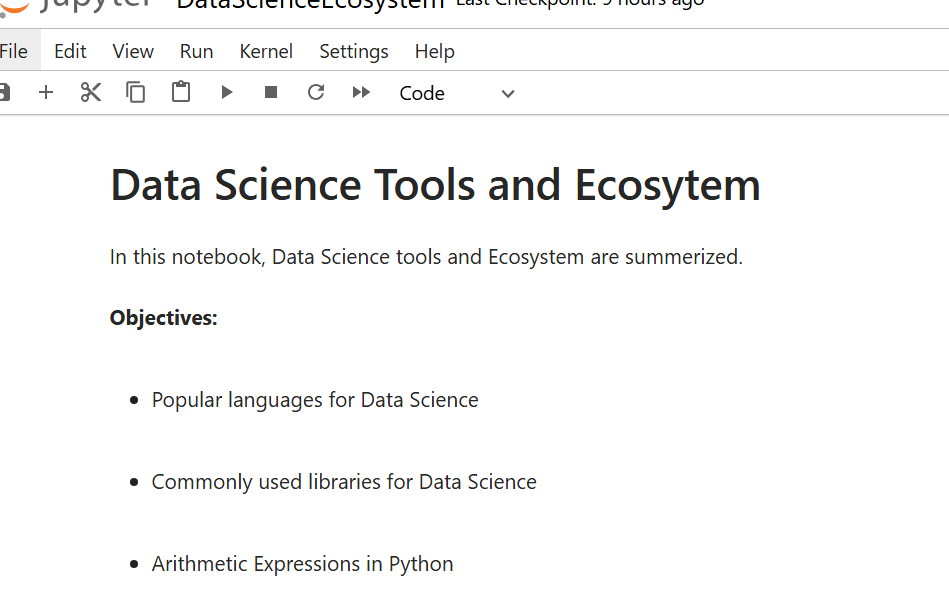 Jupyter DataScienceEcosystem Last Checkpoint: 9 hours ago
File Edit View Run Kernel Settings Help
Code
Data Science Tools and Ecosytem
In this notebook, Data Science tools and Ecosystem are summerized.
Objectives:
Popular languages for Data Science
Commonly used libraries for Data Science
Arithmetic Expressions in Python